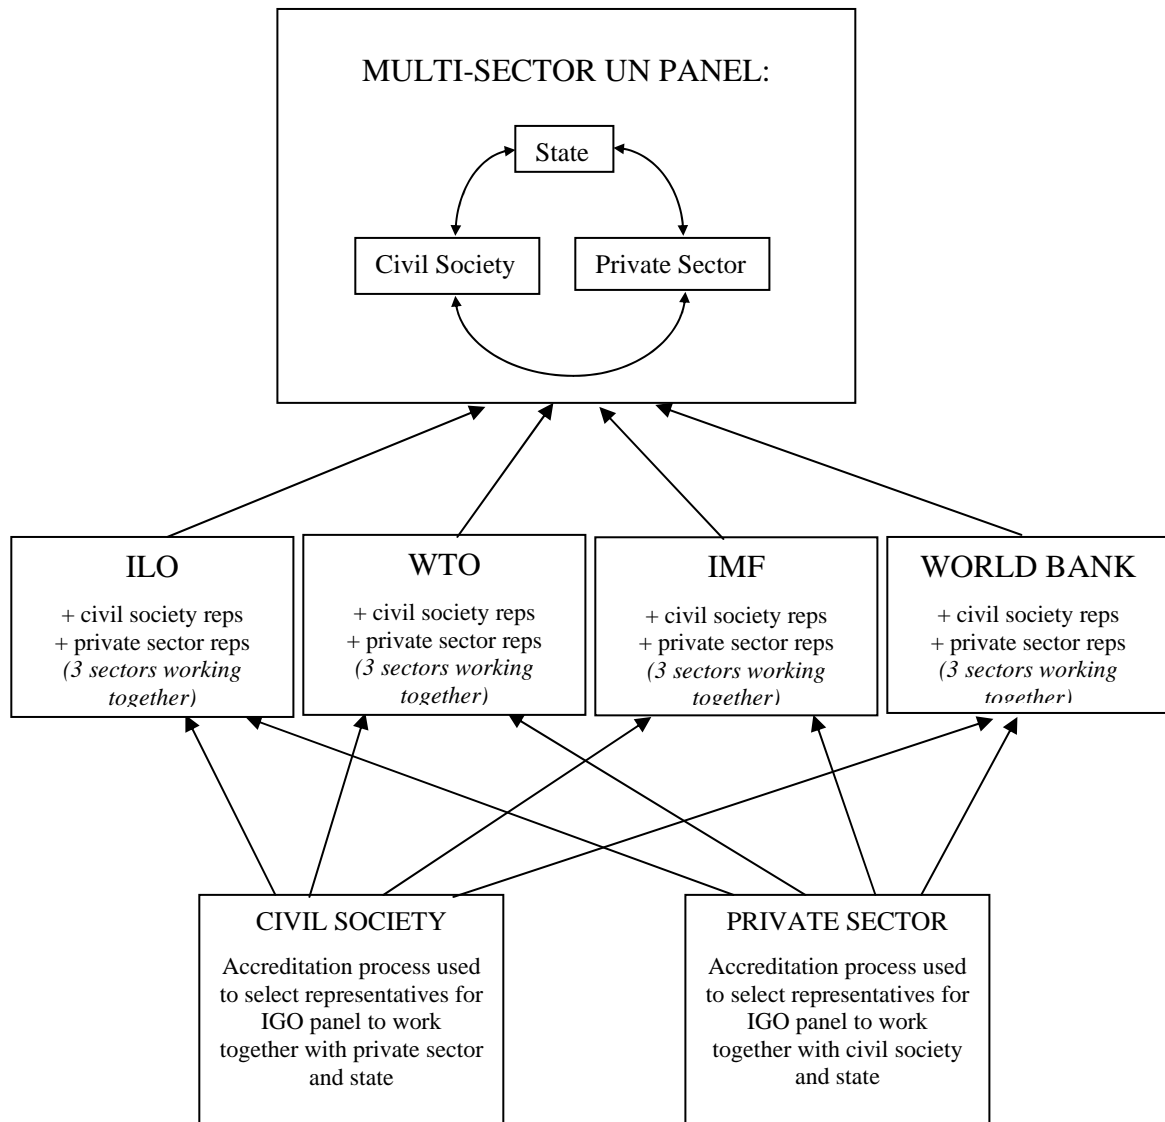 MULTI-SECTOR UN PANEL:
State
Civil Society
Private Sector
ILO
+ civil society reps
+ private sector reps
(3 sectors working
together)
WTO
+ civil society reps
+ private sector reps
(3 sectors working
together)
IMF
+ civil society reps
+ private sector reps
(3 sectors working
together)
WORLD BANK
+ civil society reps
+ private sector reps
(3 sectors working
together)
CIVIL SOCIETY
Accreditation process used
to select representatives for
IGO panel to work
together with private sector
and state
PRIVATE SECTOR
Accreditation process used
to select representatives for
IGO panel to work
together with civil society
and state